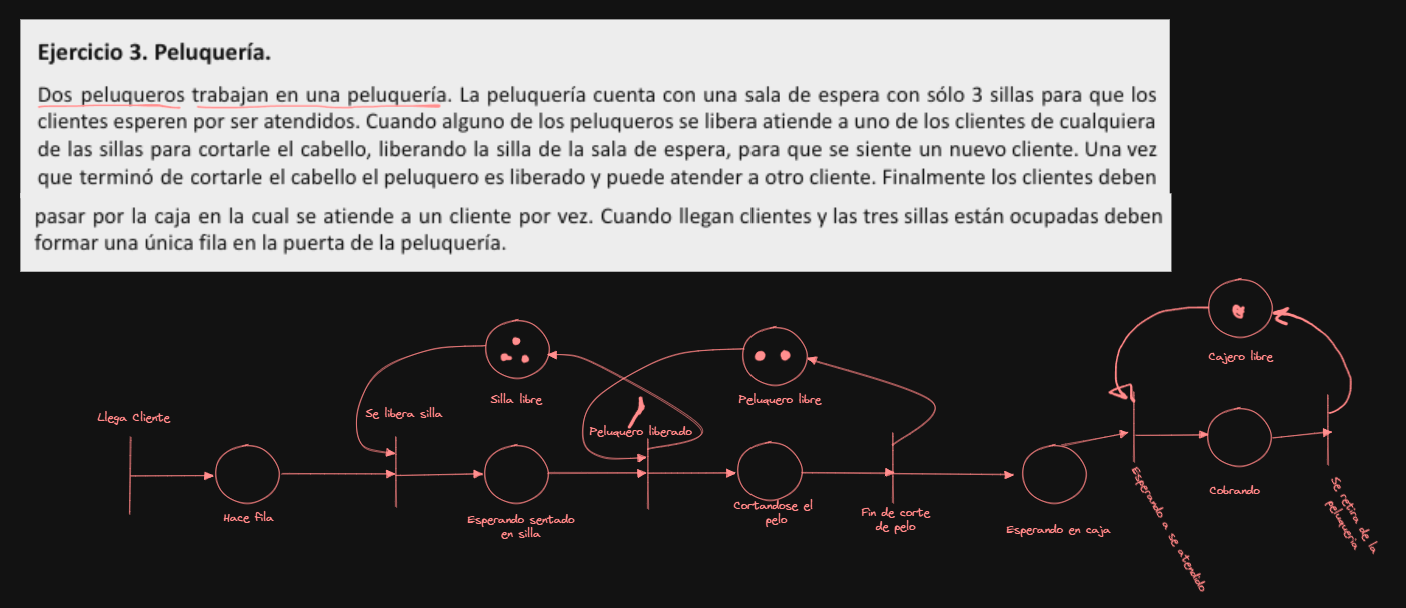 Ejercicio 3. Peluquería.
Dos peluqueros trabajan en una peluquería. La peluquería cuenta con una sala de espera con sólo 3 sillas para que los
clientes esperen por ser atendidos. Cuando alguno de los peluqueros se libera atiende a uno de los clientes de cualquiera
de las sillas para cortarle el cabello, liberando la silla de la sala de espera, para que se siente un nuevo cliente. Una vez
que terminó de cortarle el cabello el peluquero es liberado y puede atender a otro cliente. Finalmente los clientes deben
pasar por la caja en la cual se atiende a un cliente por vez. Cuando llegan clientes y las tres sillas están ocupadas deben
formar una única fila en la puerta de la peluquería.
Cajero libre
Silla libre
Peluquero libre
Llega Cliente
Se libera silla
Peluquero liberado
Hace fila
Esperando sentado
en silla
Cortandose el
pelo
Fin de corte
de pelo
Esperando en caja
Esperando a se atendido
Cobrando
Se retira de la
peluqueria